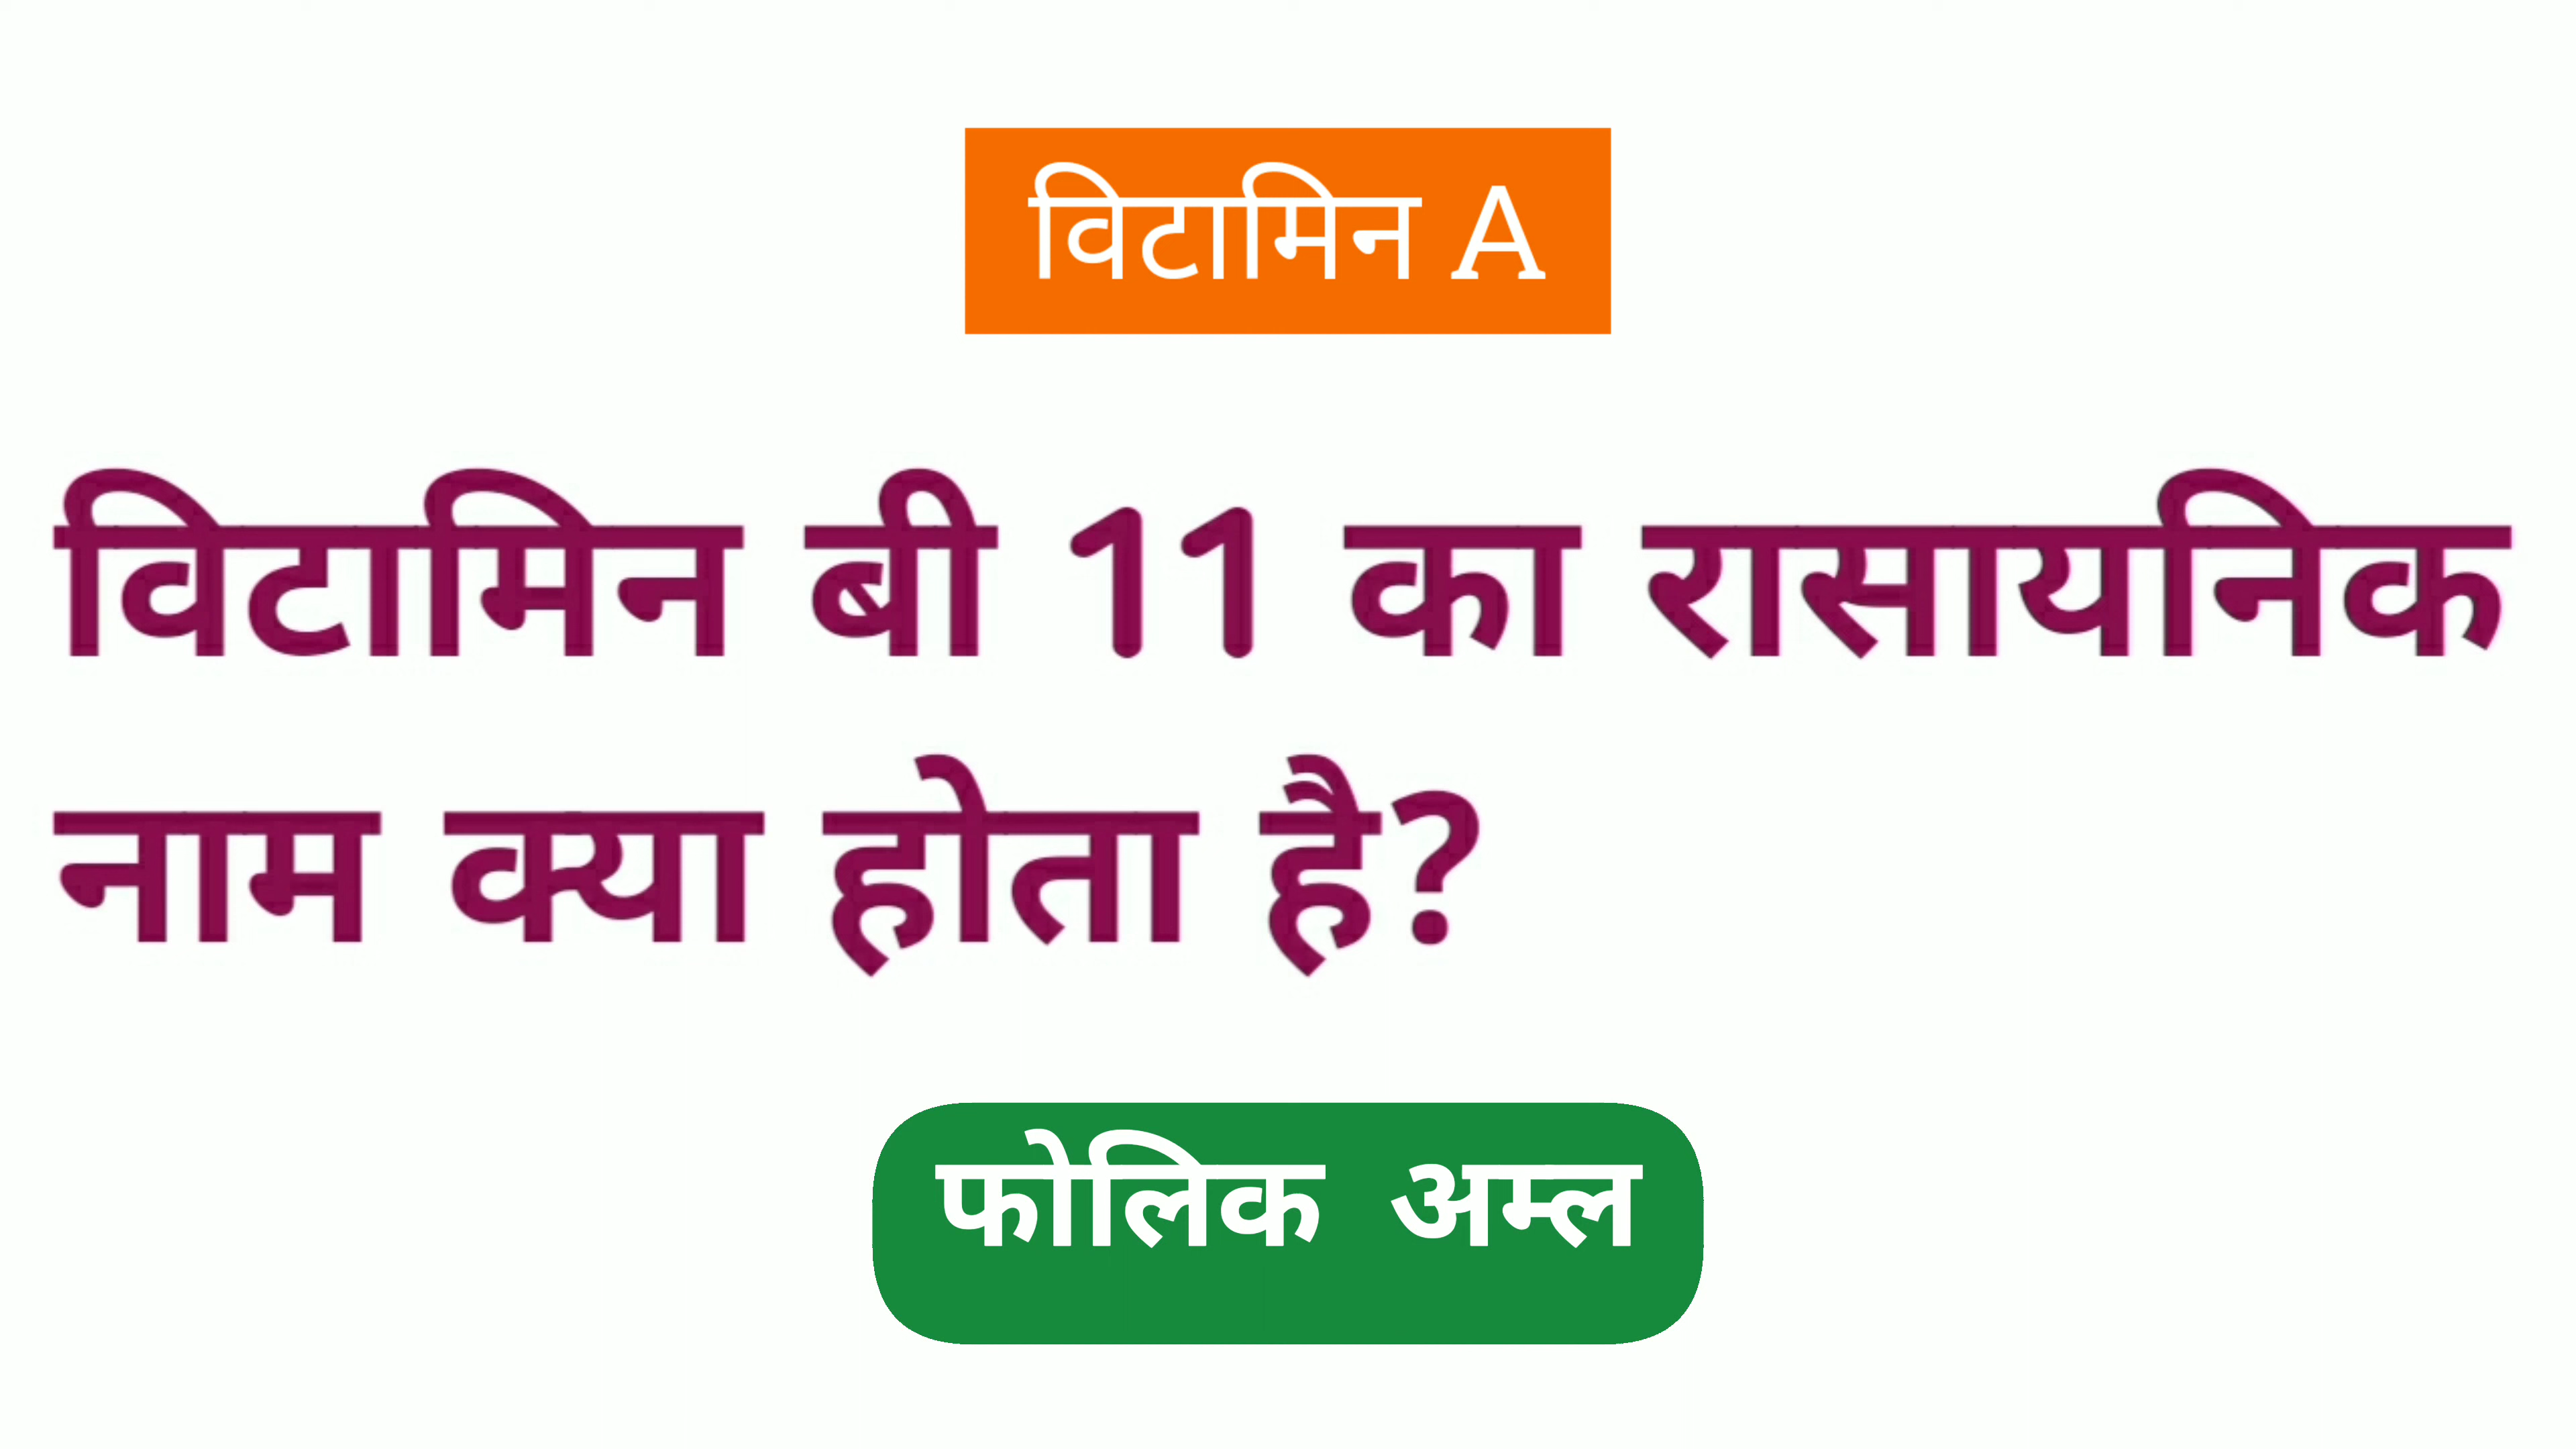 विटामिन A
विटामिन बी 11 का रासायनिक
नाम क्या होता है?
फोलिक अम्ल